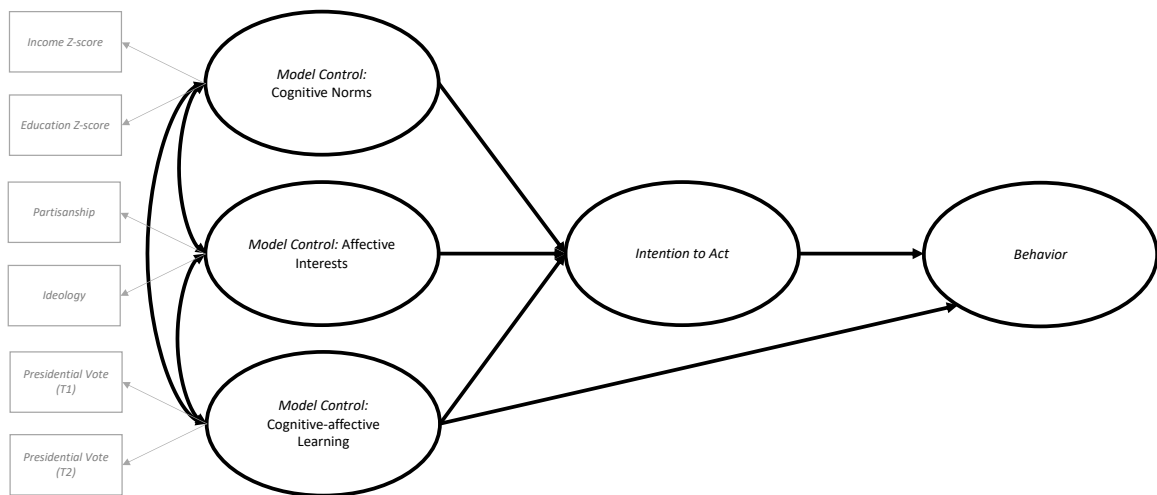 Income Z-score
Education Z-score
Partisanship
Ideology
Presidential Vote
(T1)
Presidential Vote
(T2)
Model Control:
Cognitive Norms
Model Control: Affective
Interests
Model Control:
Cognitive-affective
Learning
Intention to Act
Behavior